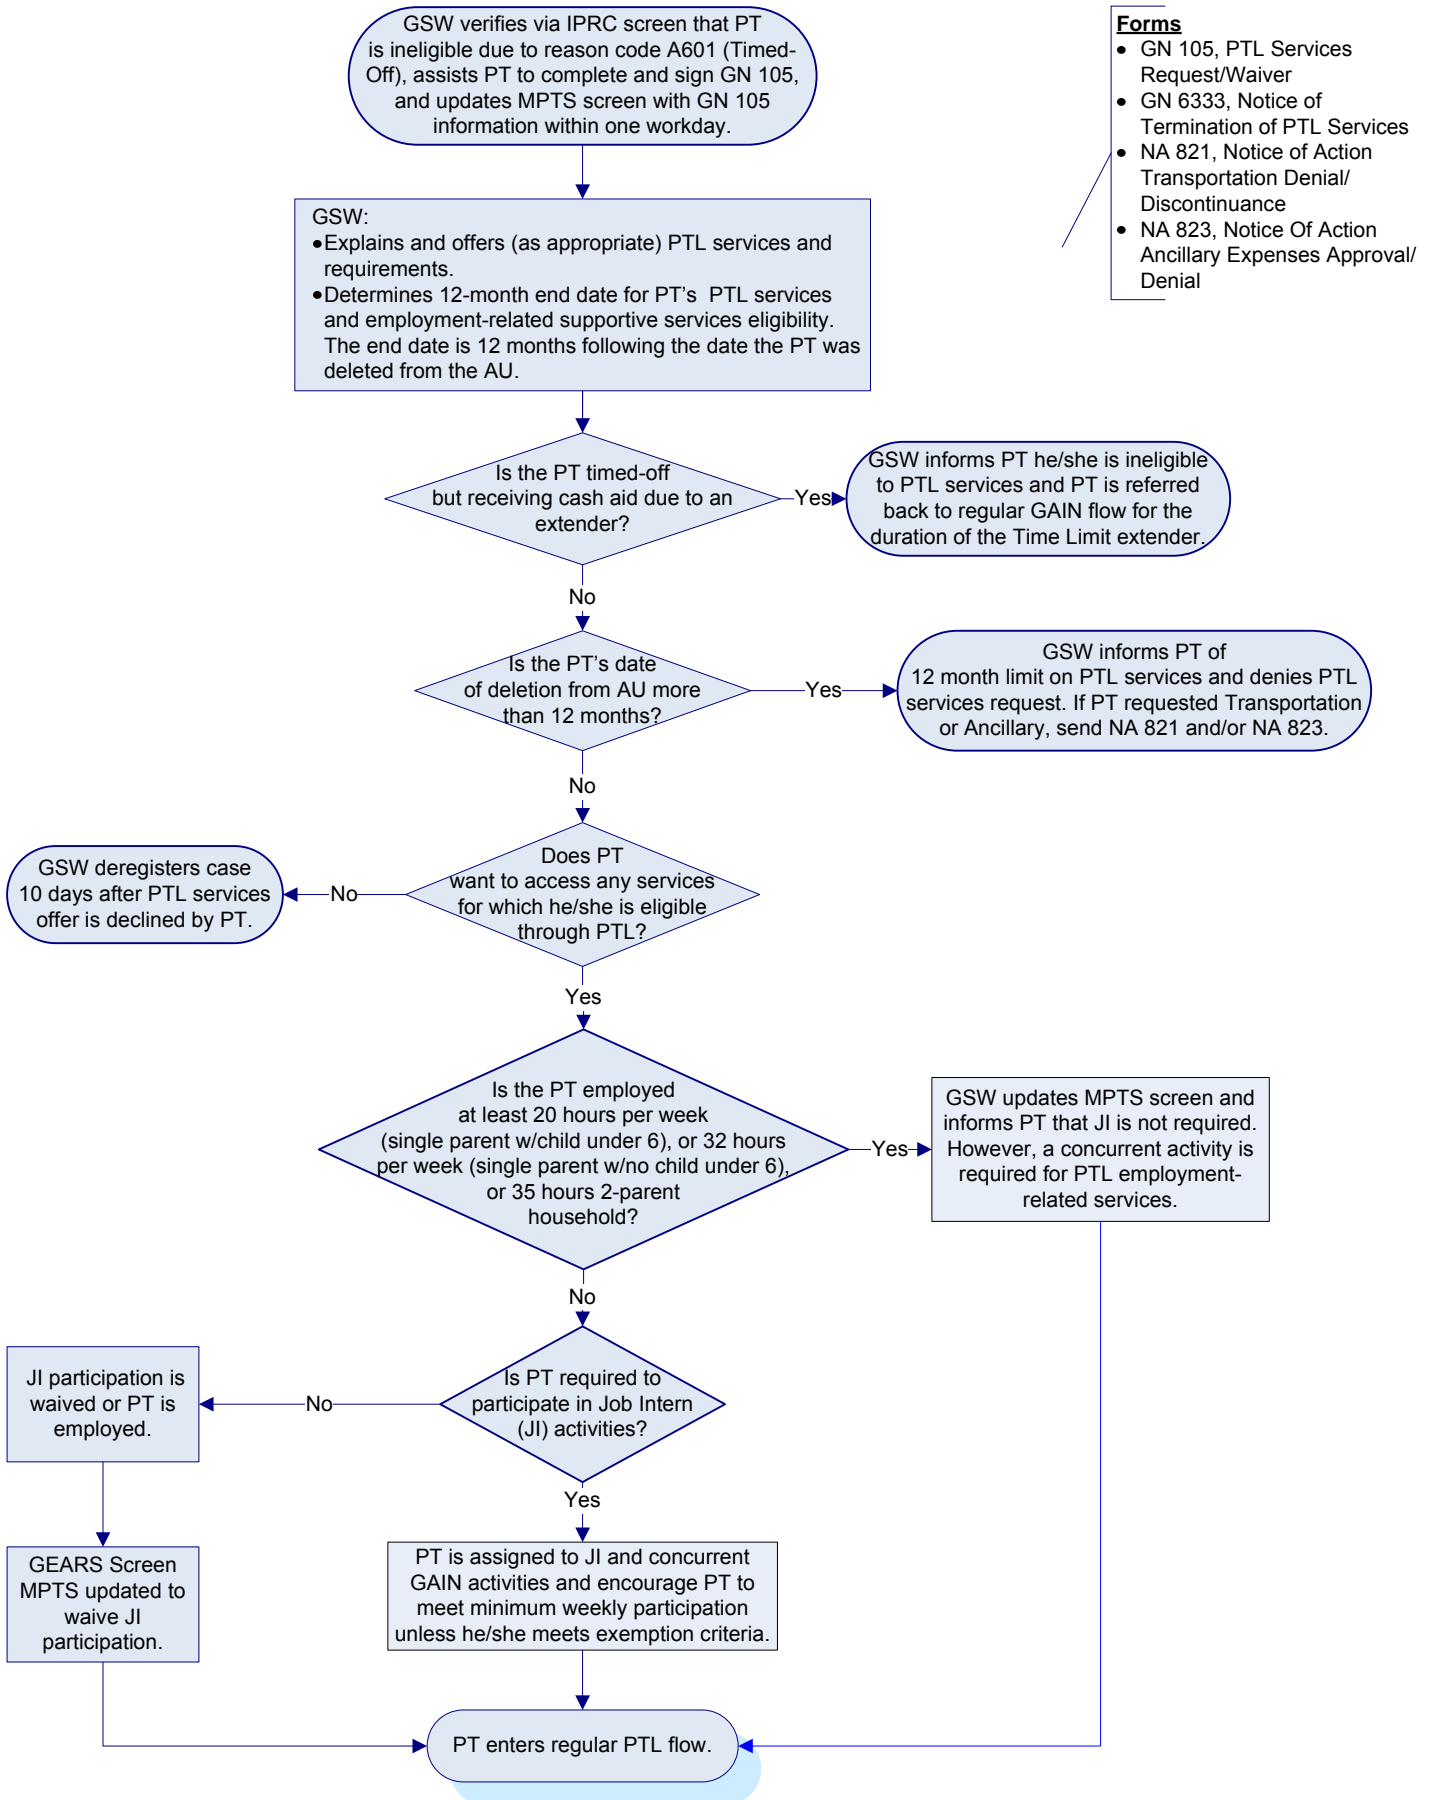 GSW verifies via IPRC screen that PT
is ineligible due to reason code A601 (Timed-
Off), assists PT to complete and sign GN 105,
and updates MPTS screen with GN 105
information within one workday.
Forms
• GN 105, PTL Services
Request/Waiver
• GN 6333, Notice of
Termination of PTL Services
• NA 821, Notice of Action
Transportation Denial/
Discontinuance
• NA 823, Notice Of Action
Ancillary Expenses Approval/
Denial
GSW:
• Explains and offers (as appropriate) PTL services and
requirements.
• Determines 12-month end date for PT's PTL services
and employment-related supportive services eligibility.
The end date is 12 months following the date the PT was
deleted from the AU.
Is the PT timed-off
but receiving cash aid due to an
extender?
Yes
GSW informs PT he/she is ineligible
to PTL services and PT is referred
back to regular GAIN flow for the
duration of the Time Limit extender.
No
Is the PT's date
of deletion from AU more
than 12 months?
Yes
GSW informs PT of
12 month limit on PTL services and denies PTL
services request. If PT requested Transportation
or Ancillary, send NA 821 and/or NA 823.
No
Does PT
want to access any services
for which he/she is eligible
through PTL?
No
GSW deregisters case
10 days after PTL services
offer is declined by PT.
Yes
Is the PT employed
at least 20 hours per week
(single parent w/child under 6), or 32 hours
per week (single parent w/no child under 6),
or 35 hours 2-parent
household?
Yes
GSW updates MPTS screen and
informs PT that JI is not required.
However, a concurrent activity is
required for PTL employment-
related services.
No
Is PT required to
participate in Job Intern
(JI) activities?
No
JI participation is
waived or PT is
employed.
GEARS Screen
MPTS updated to
waive JI
participation.
Yes
PT is assigned to JI and concurrent
GAIN activities and encourage PT to
meet minimum weekly participation
unless he/she meets exemption criteria.
PT enters regular PTL flow.